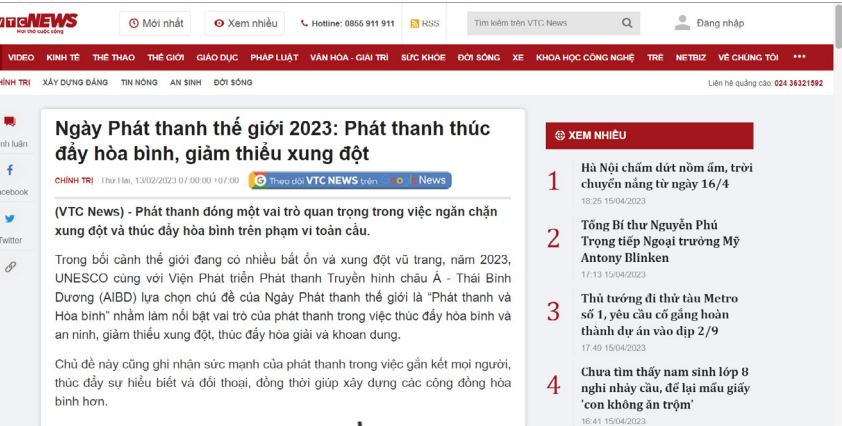 VTCNEWS
Hơi thở cuộc sống
Mới nhất
Xem nhiều
Hotline: 0855 911 911
RSS
Tìm kiếm trên VTC News
Đăng nhập
VIDEO KINH TẾ THỂ THAO THẾ GIỚI GIÁO DỤC PHÁP LUẬT VĂN HÓA - GIẢI TRÍ SỨC KHỎE ĐỜI SỐNG XE KHOA HỌC CÔNG NGHỆ TRẺ NETBIZ VỀ CHÚNG TÔI •••
HÍNH TRỊ XÂY DỰNG ĐẢNG TIN NÓNG AN SINH ĐỜI SỐNG
Liên hệ quảng cáo: 024 36321592
nh luận
acebook
Twitter
Ngày Phát thanh thế giới 2023: Phát thanh thúc
đẩy hòa bình, giảm thiểu xung đột
CHÍNH TRỊ Thứ Hai, 13/02/2023 07:00:00 +07:00
Theo dõi VTC NEWS trên Google News
(VTC News) - Phát thanh đóng một vai trò quan trọng trong việc ngăn chặn
xung đột và thúc đẩy hòa bình trên phạm vi toàn cầu.
Trong bối cảnh thế giới đang có nhiều bất ổn và xung đột vũ trang, năm 2023,
UNESCO cùng với Viện Phát triển Phát thanh Truyền hình châu Á - Thái Bình
Dương (AIBD) lựa chọn chủ đề của Ngày Phát thanh thế giới là “Phát thanh và
Hòa bình” nhằm làm nổi bật vai trò của phát thanh trong việc thúc đẩy hòa bình và
an ninh, giảm thiểu xung đột, thúc đẩy hòa giải và khoan dung.
Chủ đề này cũng ghi nhận sức mạnh của phát thanh trong việc gắn kết mọi người,
thúc đẩy sự hiểu biết và đối thoại, đồng thời giúp xây dựng các cộng đồng hòa
bình hơn.
XEM NHIỀU
1
Hà Nội chấm dứt nồm ẩm, trời
chuyển nắng từ ngày 16/4
18:25 15/04/2023
2
Tổng Bí thư Nguyễn Phú
Trọng tiếp Ngoại trưởng Mỹ
Antony Blinken
17:13 15/04/2023
3
Thủ tướng đi thử tàu Metro
số 1, yêu cầu cố gắng hoàn
thành dự án vào dịp 2/9
17:40 15/04/2023
4
Chưa tìm thấy nam sinh lớp 8
nghi nhảy cầu, để lại mẩu giấy
'con không ăn trộm'
16:41 15/04/2023